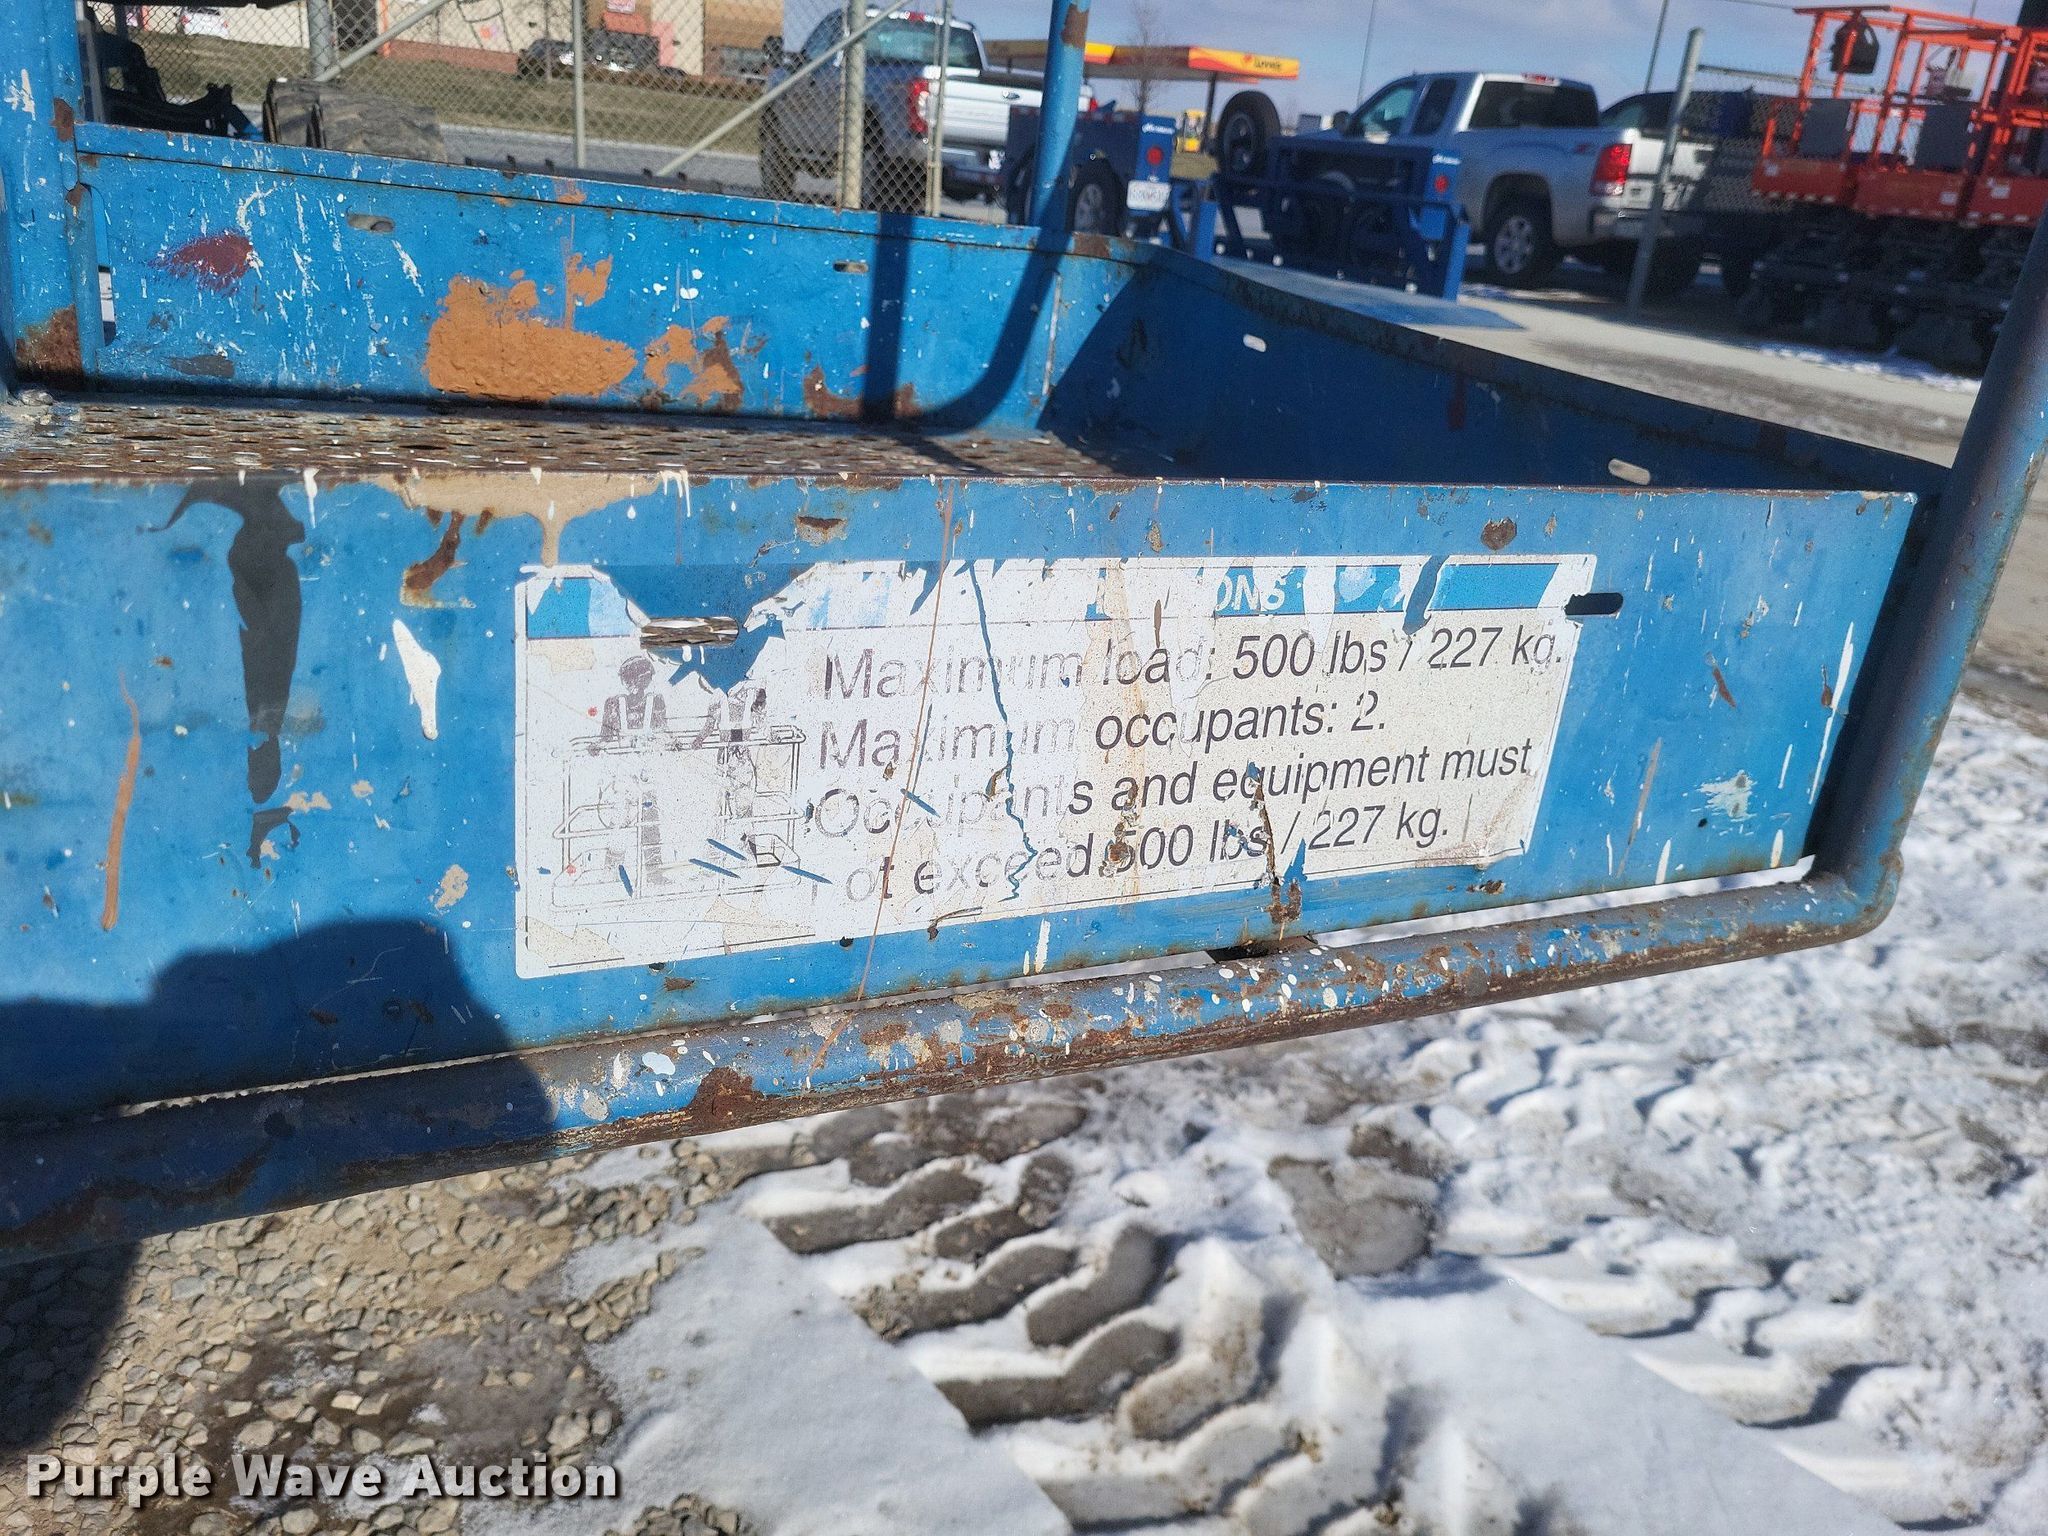 Maximum load: 500 lbs / 227 kg.
Maximum occupants: 2.
Occupants and equipment must
ot exceed 500 lbs / 227 kg.
Purple Wave Auction